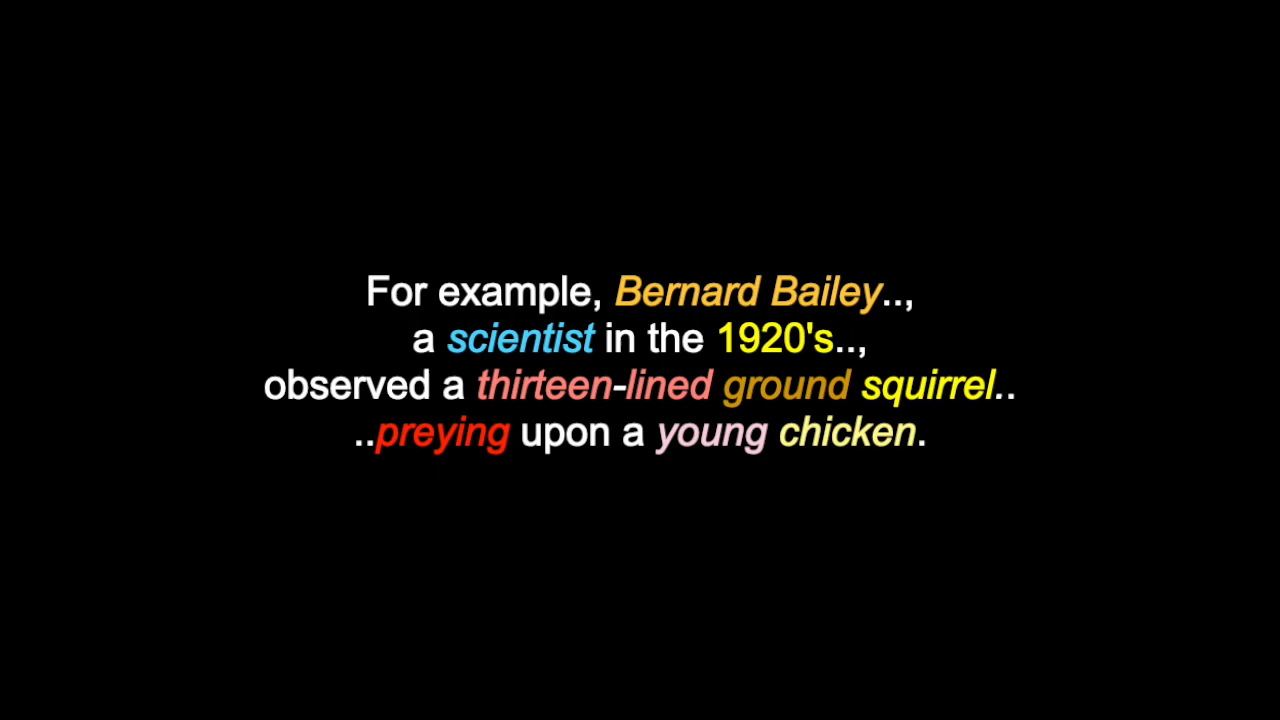 For example, Bernard Bailey..,
a scientist in the 1920's..,
observed a thirteen-lined ground squirrel..
..preying upon a young chicken.